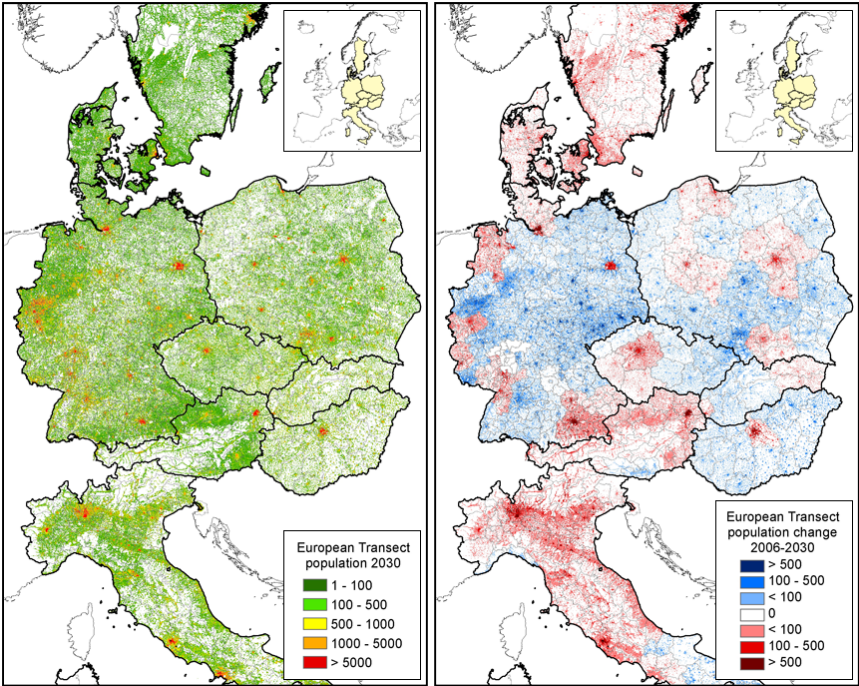 European Transect
population 2030
1 - 100
100 - 500
500 - 1000
1000 - 5000
> 5000
European Transect
population change
2006-2030
> 500
100 - 500
< 100
0
< 100
100 - 500
> 500